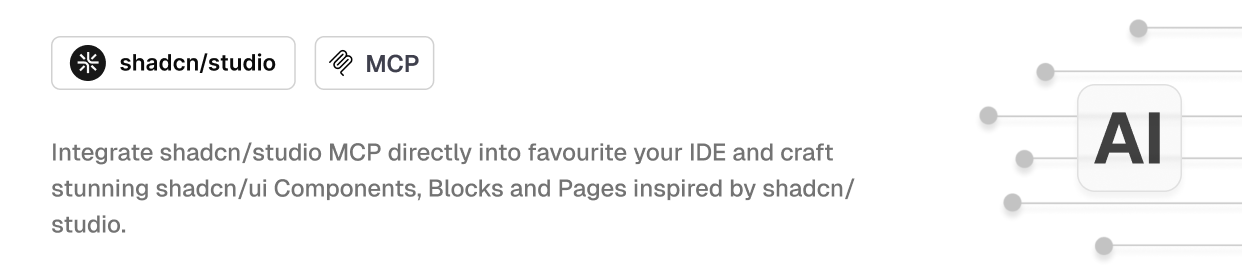 shadcn/studio
MCP
Integrate shadcn/studio MCP directly into favourite your IDE and craft
stunning shadcn/ui Components, Blocks and Pages inspired by shadcn/
studio.
AI